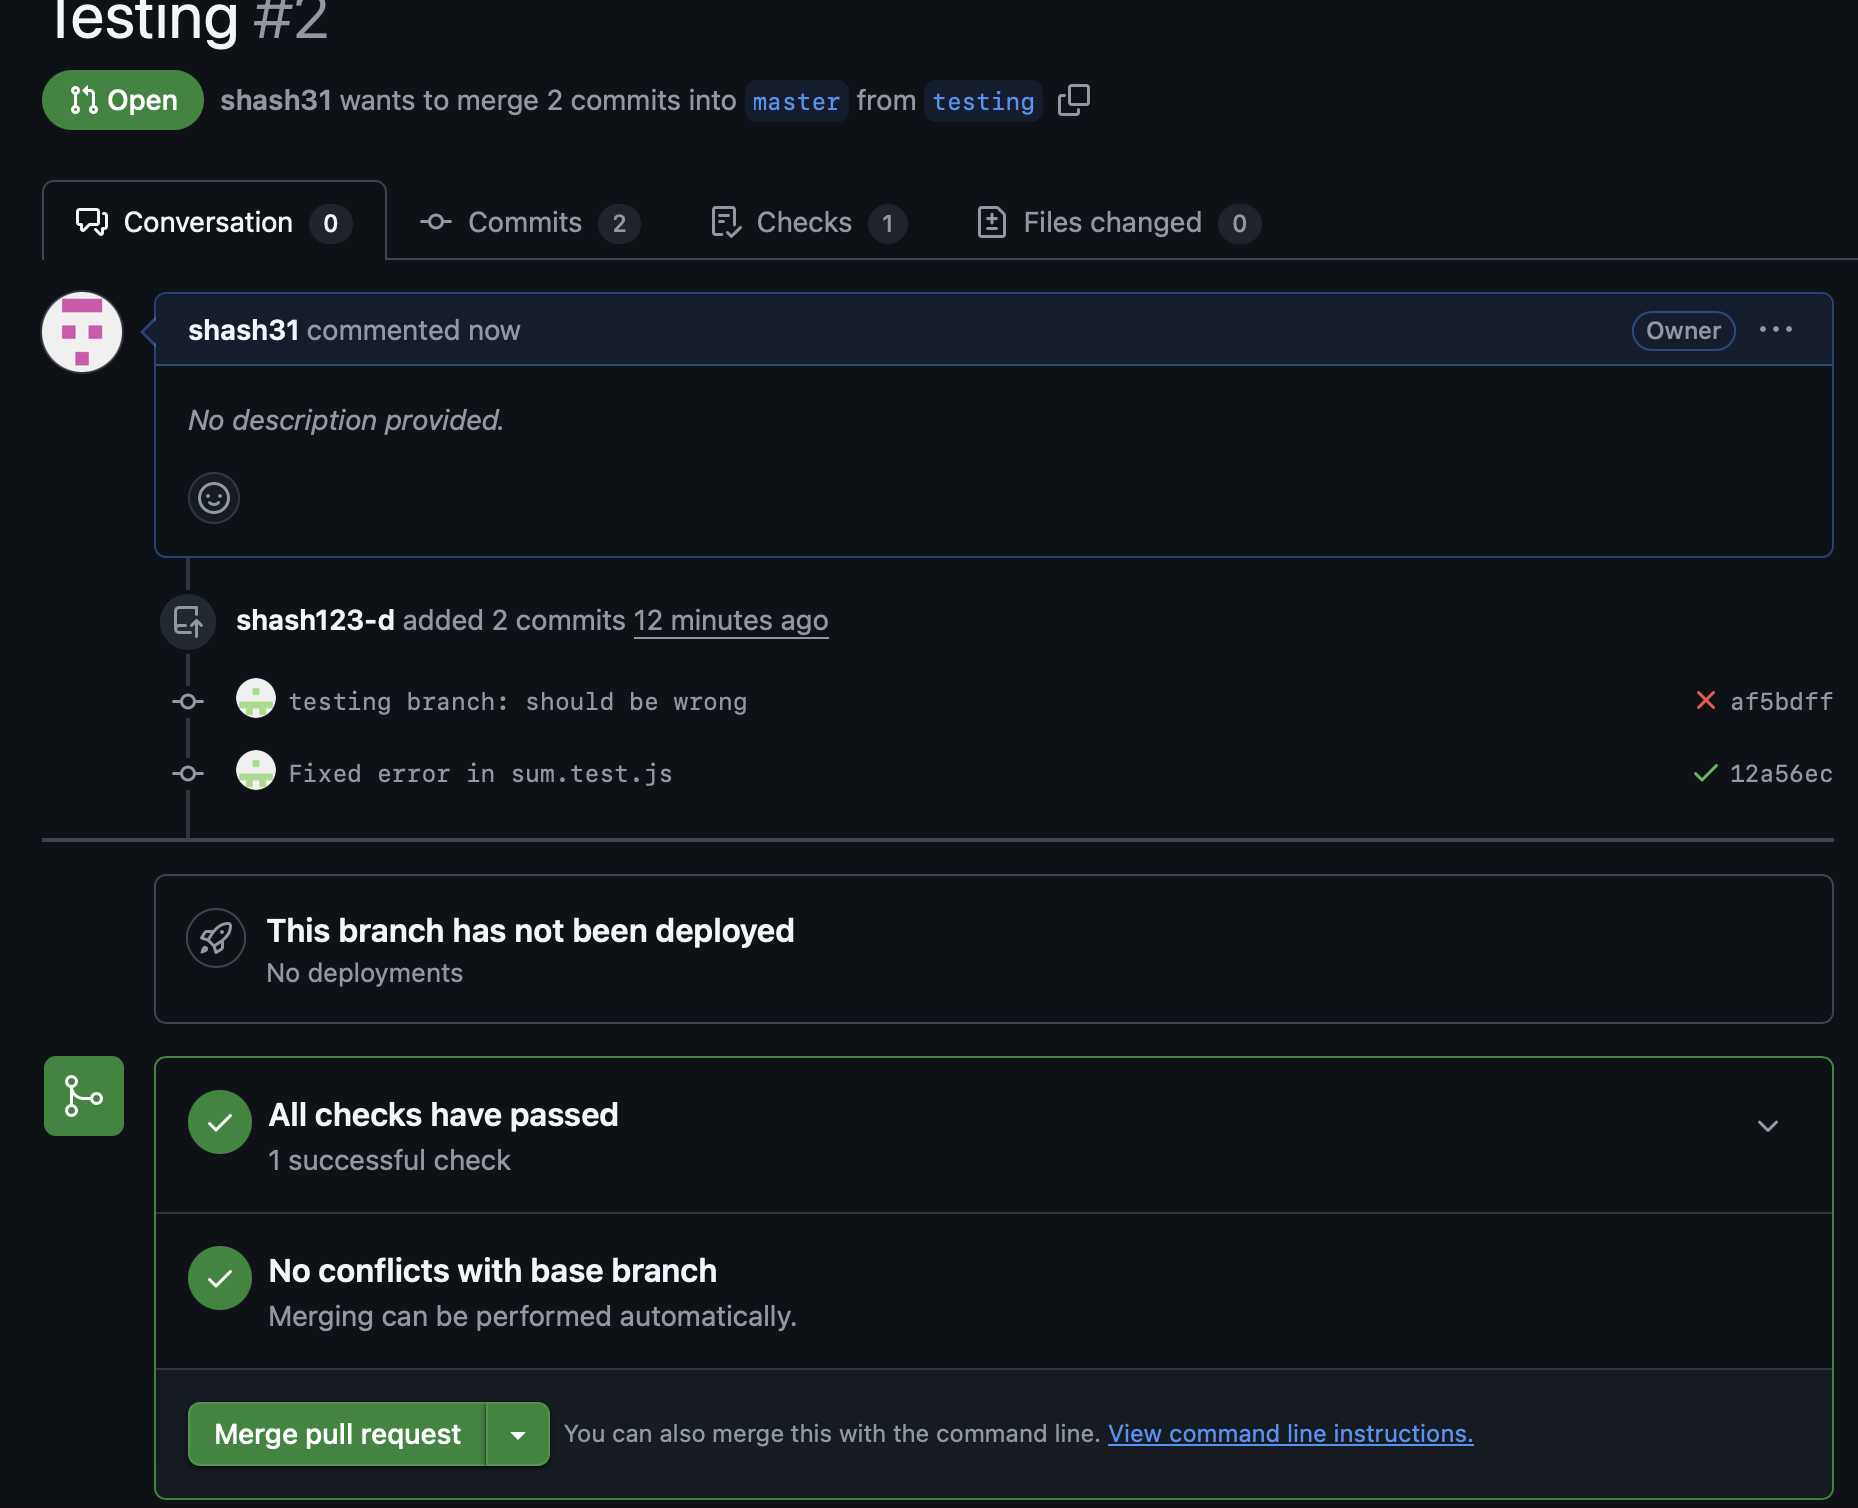 Testing #2
Open shash31 wants to merge 2 commits into master from testing
Conversation 0 Commits 2 Checks 1 Files changed 0
shash31 commented now Owner
No description provided.
shash123-d added 2 commits 12 minutes ago
testing branch: should be wrong af5bdff
Fixed error in sum.test.js 12a56ec
This branch has not been deployed
No deployments
All checks have passed
1 successful check
No conflicts with base branch
Merging can be performed automatically.
Merge pull request You can also merge this with the command line. View command line instructions.